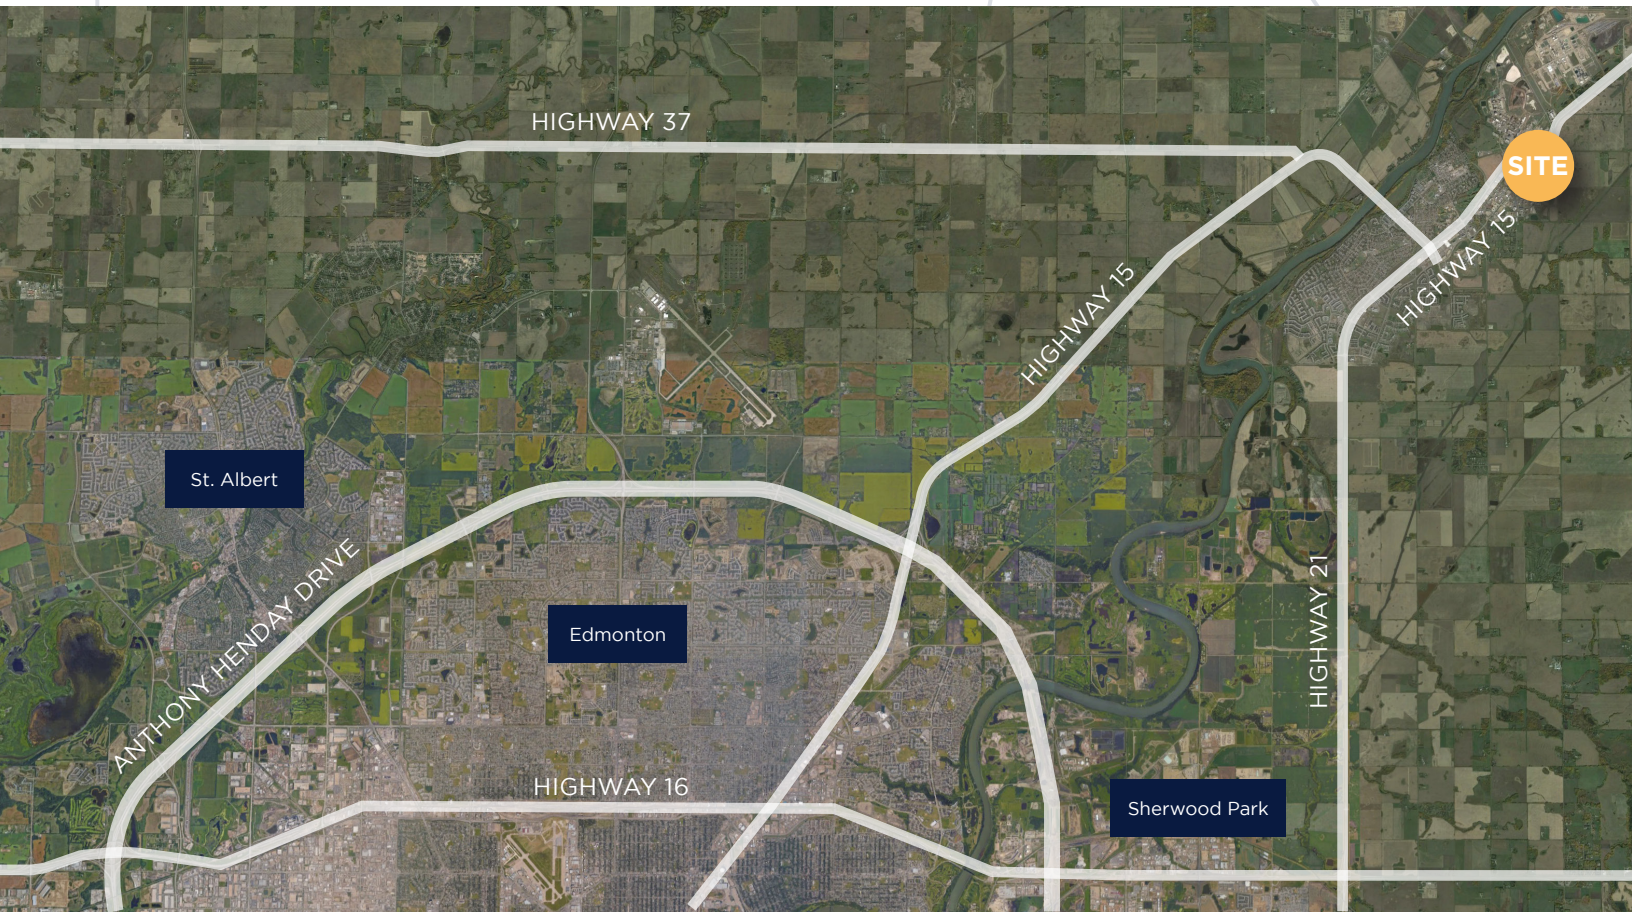 HIGHWAY 37
SITE
HIGHWAY 15
HIGHWAY 15
St. Albert
ANTHONY HENDAY DRIVE
Edmonton
HIGHWAY 21
HIGHWAY 16
Sherwood Park